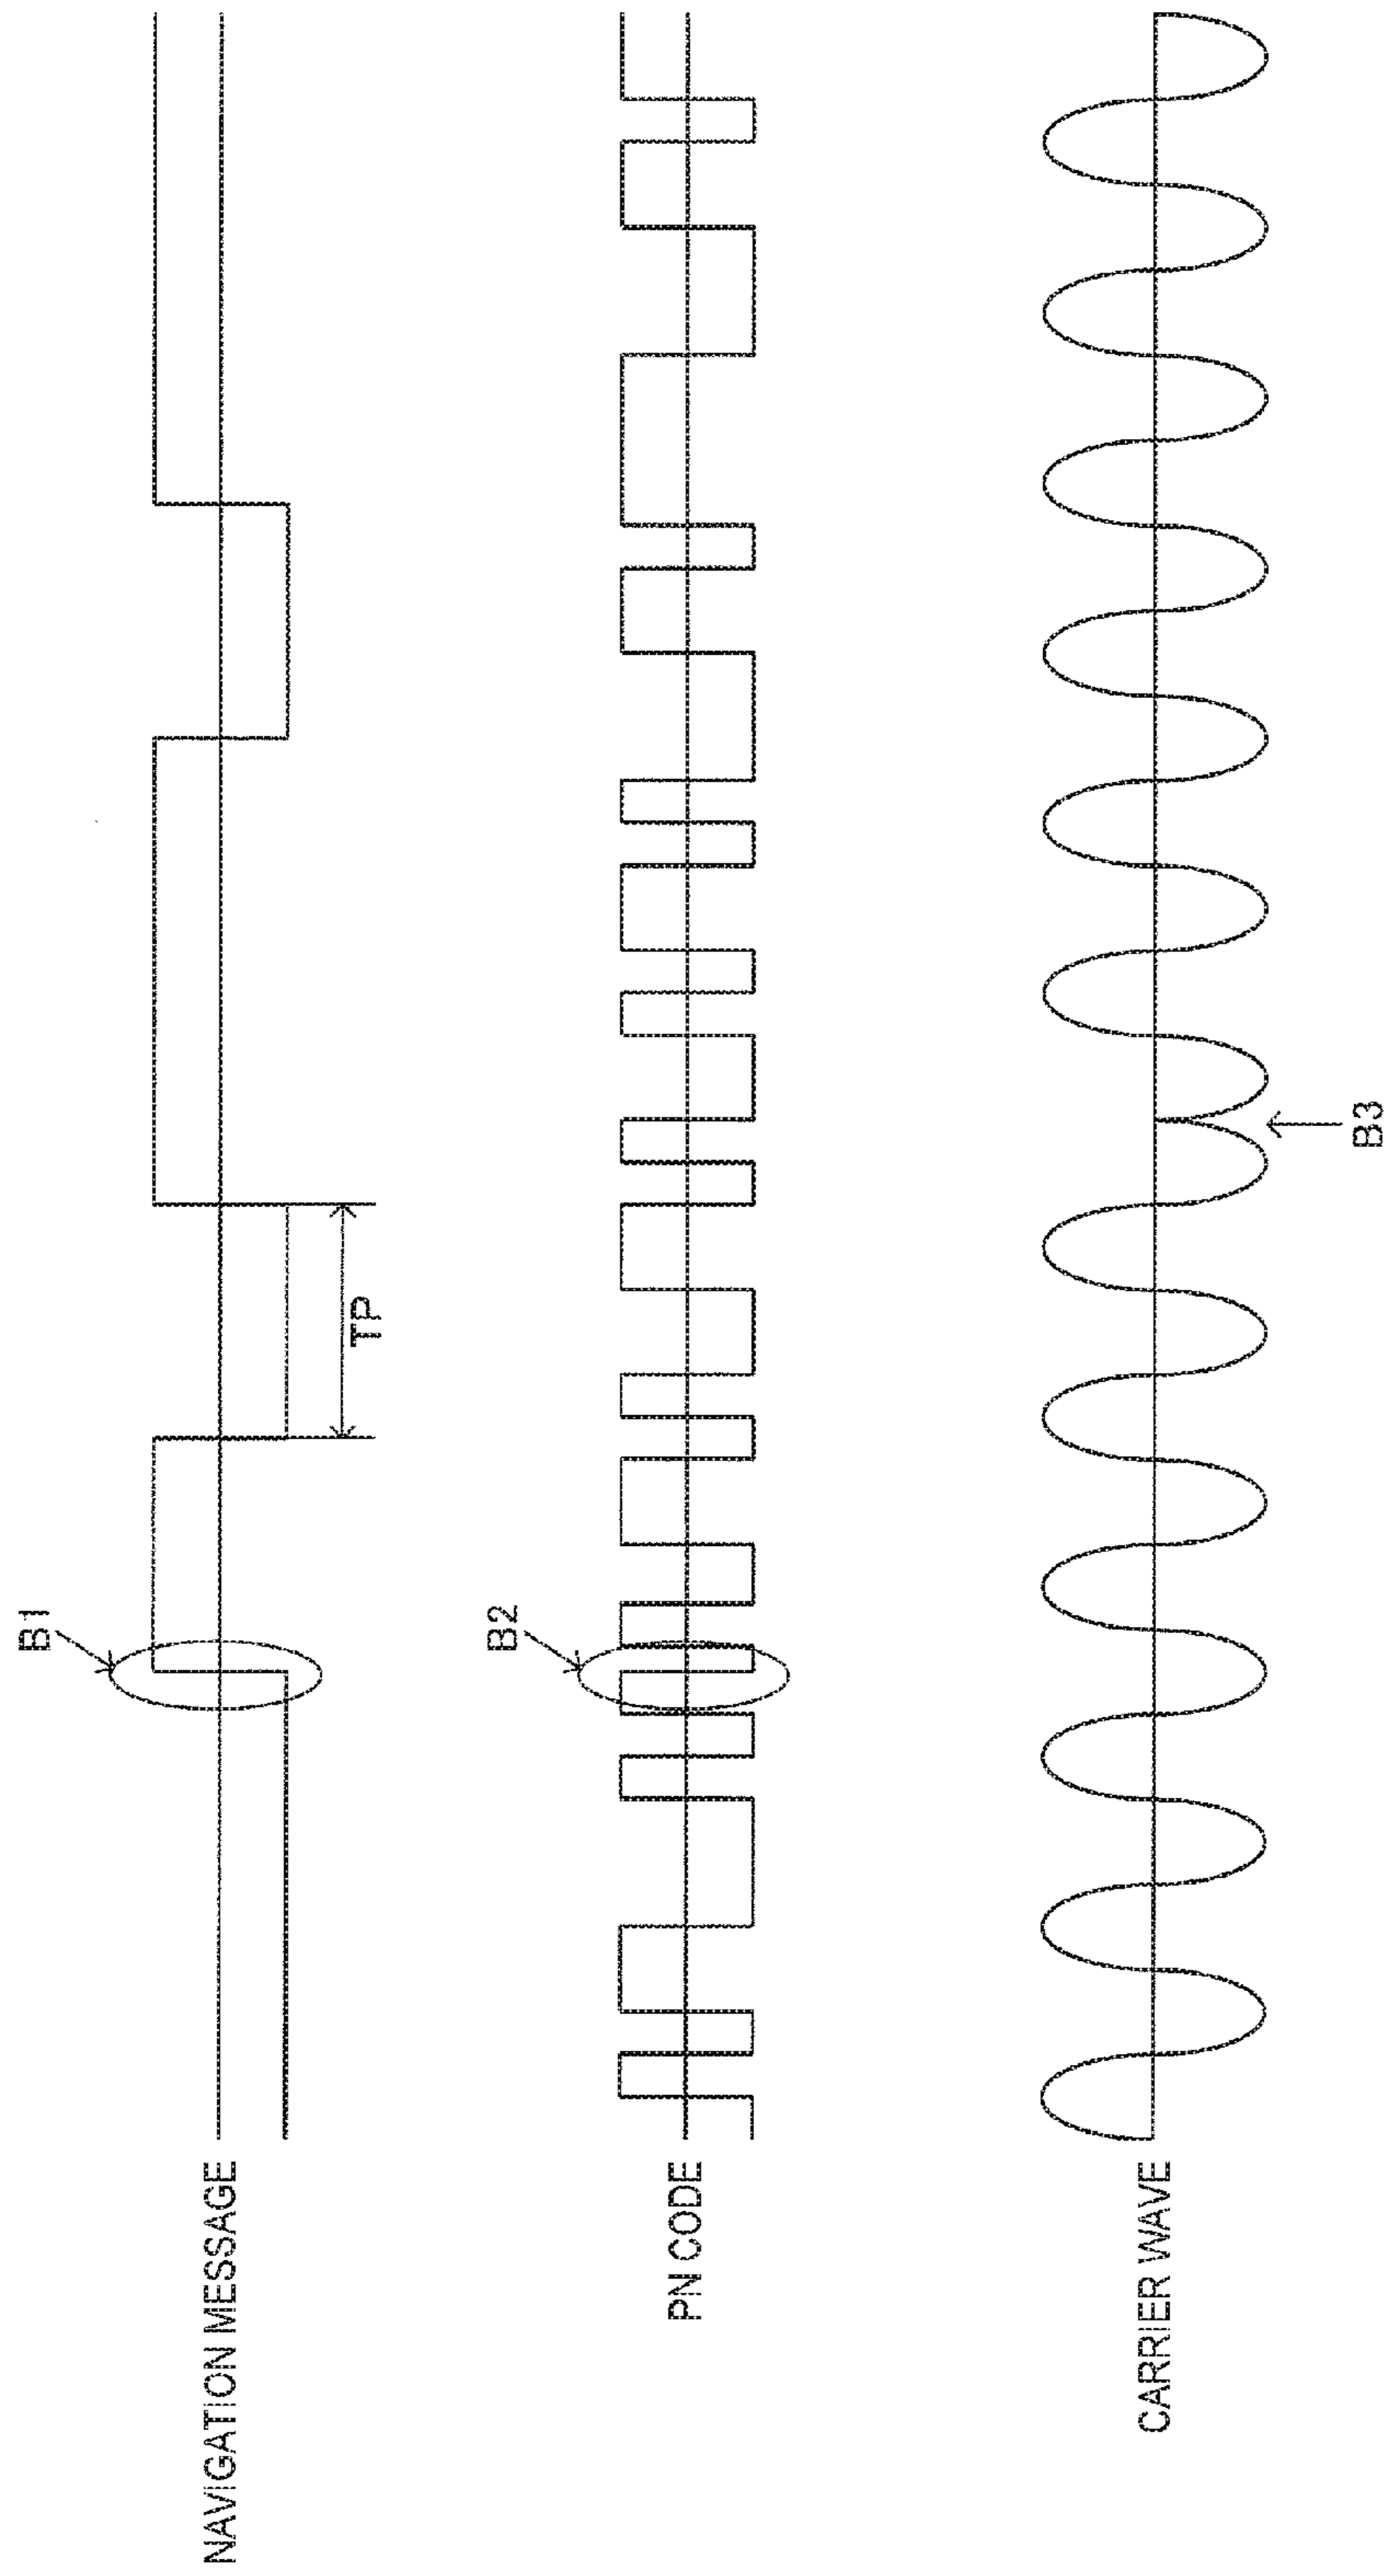 NAVIGATION MESSAGE
B1
TP
PN CODE
B2
CARRIER WAVE
B3